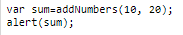 var sum=addNumbers(10, 20);
alert(sum);